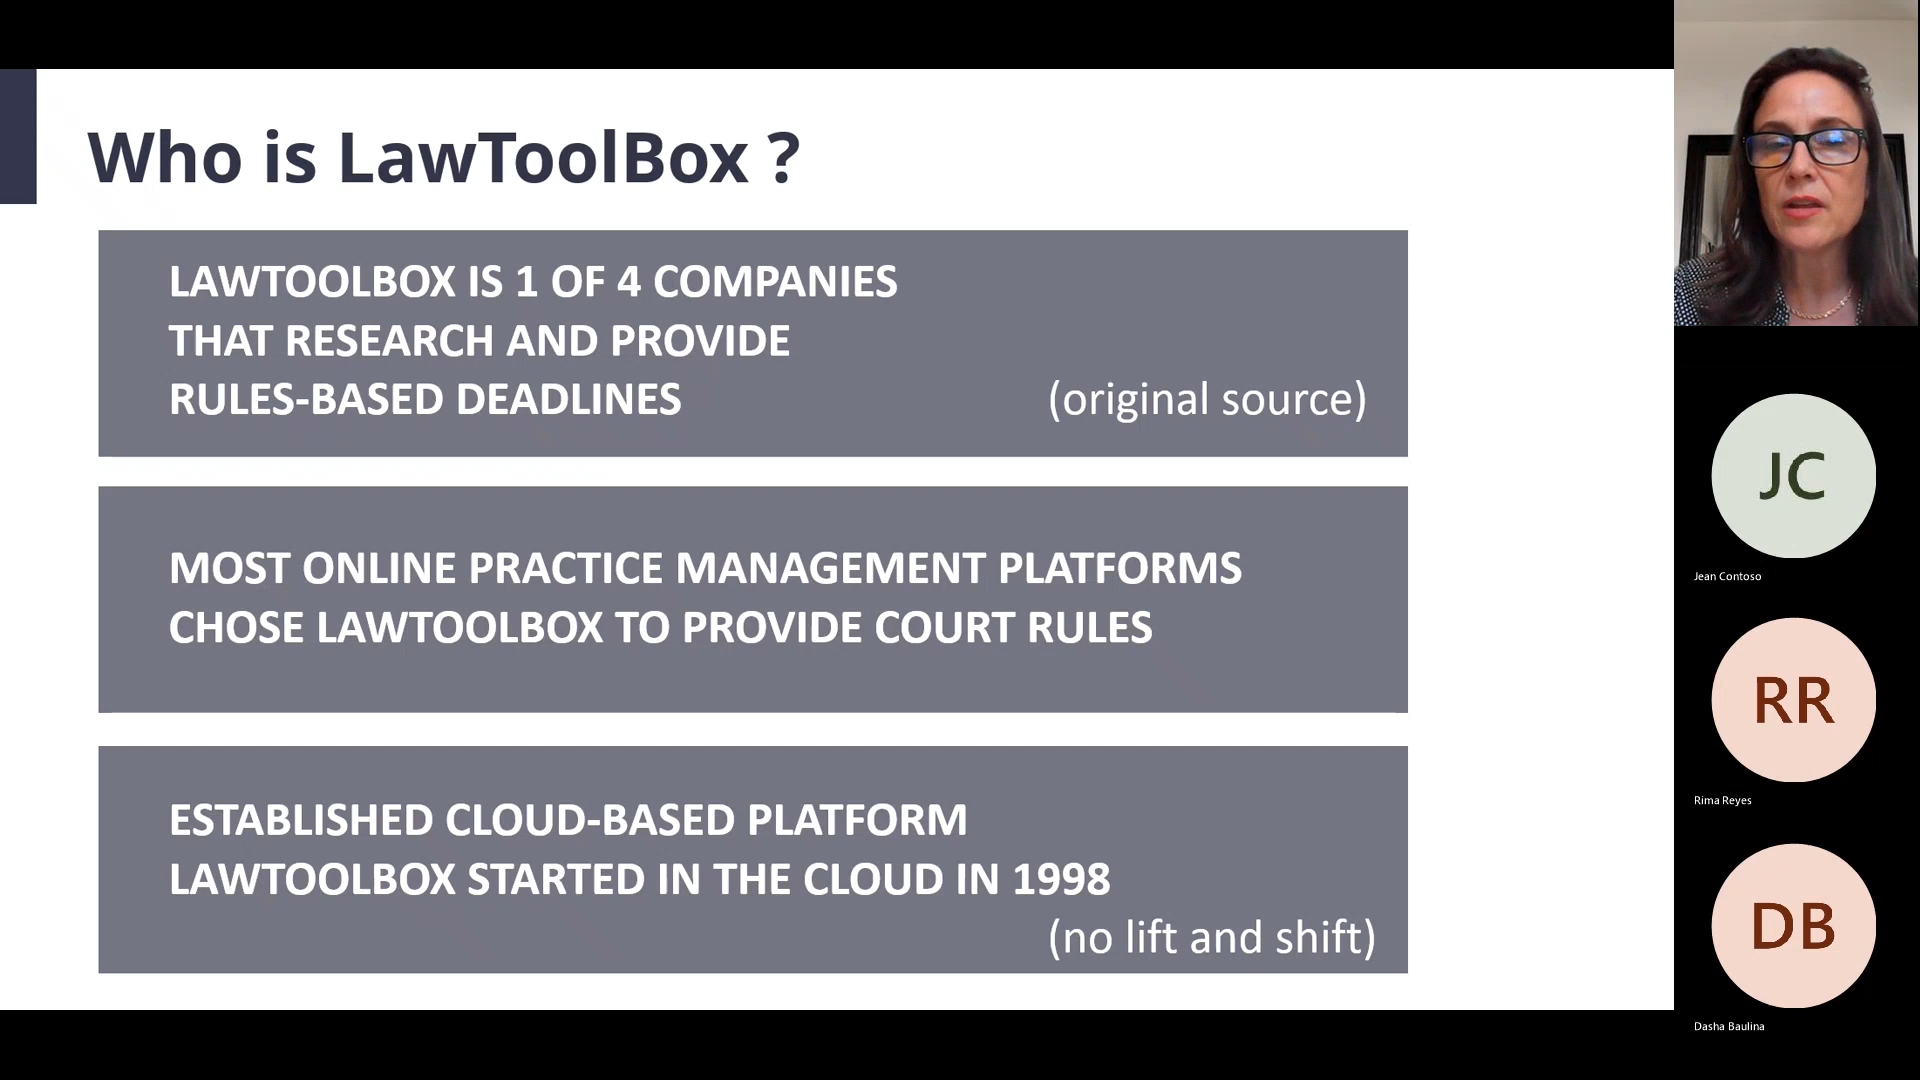 Who is LawToolBox ?
LAWTOOLBOX IS 1 OF 4 COMPANIES
THAT RESEARCH AND PROVIDE
RULES-BASED DEADLINES (original source)
MOST ONLINE PRACTICE MANAGEMENT PLATFORMS
CHOSE LAWTOOLBOX TO PROVIDE COURT RULES
ESTABLISHED CLOUD-BASED PLATFORM
LAWTOOLBOX STARTED IN THE CLOUD IN 1998
(no lift and shift)
JC
Jean Contoso
RR
Rima Reyes
DB
Dasha Baulina